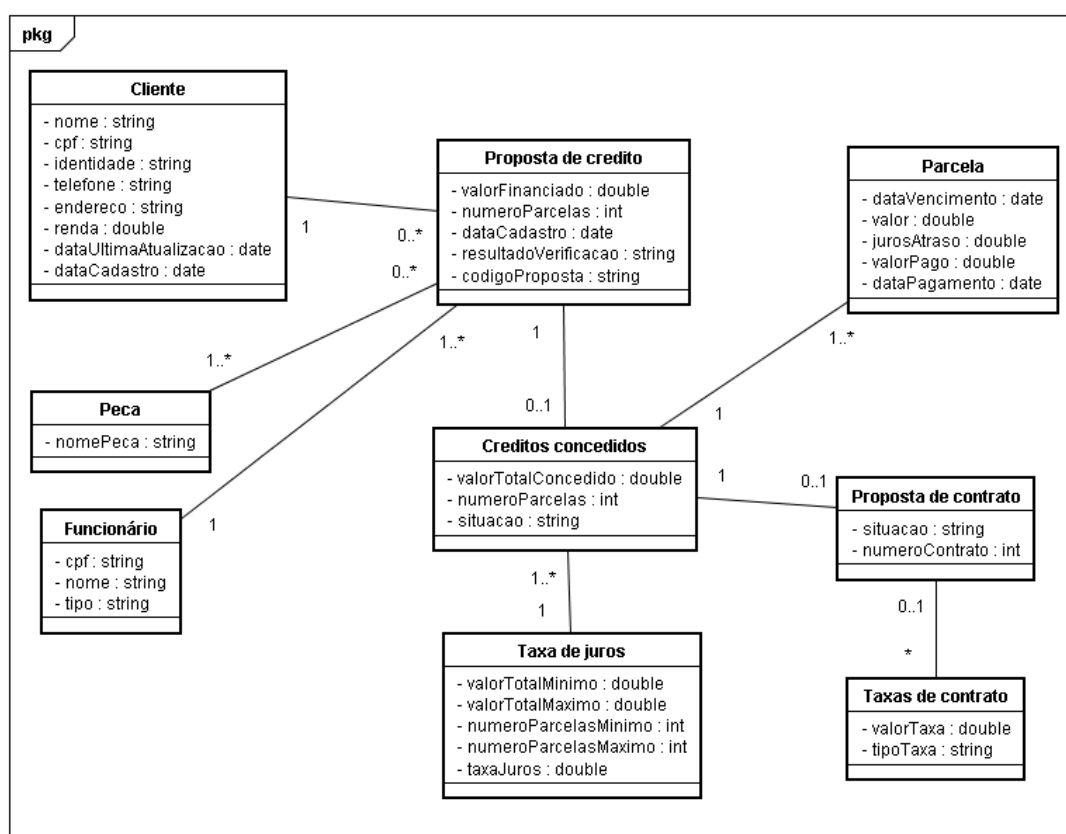 pkg
Cliente
- nome : string
- cpf : string
- identidade : string
- telefone : string
- endereco : string
- renda : double
- dataUltimaAtualizacao : date
- dataCadastro : date
1
0..*
Proposta de credito
- valorFinanciado : double
- numeroParcelas : int
- dataCadastro : date
- resultadoVerificacao : string
- codigoProposta : string
Parcela
- dataVencimento : date
- valor : double
- jurosAtraso : double
- valorPago : double
- dataPagamento : date
0..*
1..*
1..*
1
1
0..1
1..*
1
Peca
- nomePeca : string
Funcionário
- cpf : string
- nome : string
- tipo : string
Creditos concedidos
- valorTotalConcedido : double
- numeroParcelas : int
- situacao : string
1
0..1
Proposta de contrato
- situacao : string
- numeroContrato : int
1..*
1
0..1
*
Taxa de juros
- valorTotalMinimo : double
- valorTotalMaximo : double
- numeroParcelasMinimo : int
- numeroParcelasMaximo : int
- taxaJuros : double
Taxas de contrato
- valorTaxa : double
- tipoTaxa : string